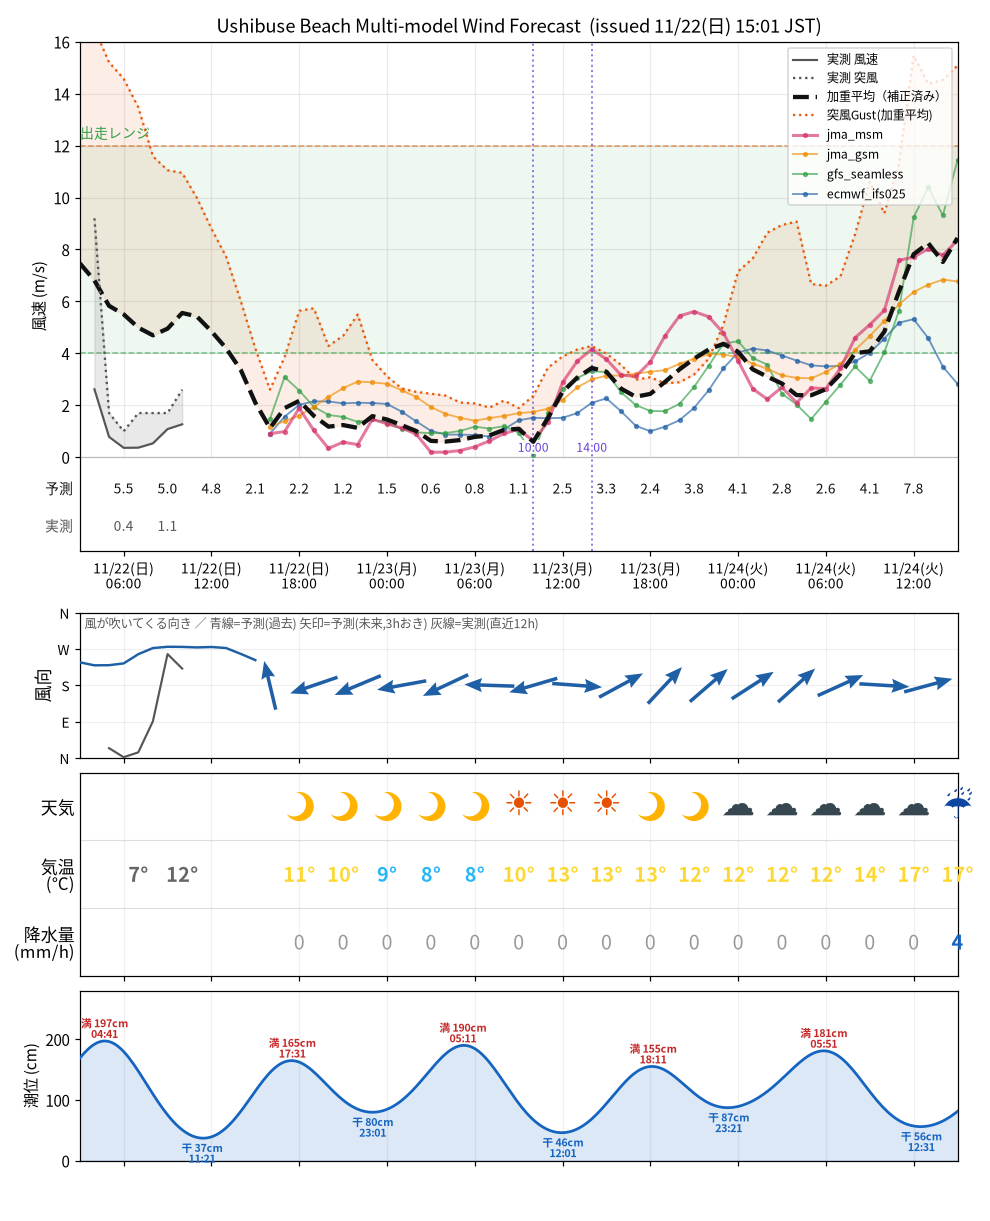 Ushibuse Beach Multi-model Wind Forecast (issued 11/22(日) 15:01 JST)
風速 (m/s)
16
14
12
10
8
6
4
2
0
出走レンジ
実測 風速
実測 突風
加重平均（補正済み）
突風Gust(加重平均)
jma_msm
jma_gsm
gfs_seamless
ecmwf_ifs025
10:00 14:00
予測 5.5 5.0 4.8 2.1 2.2 1.2 1.5 0.6 0.8 1.1 2.5 3.3 2.4 3.8 4.1 2.8 2.6 4.1 7.8
実測 0.4 1.1
11/22(日) 11/22(日) 11/22(日) 11/23(月) 11/23(月) 11/23(月) 11/23(月) 11/24(火) 11/24(火) 11/24(火)
06:00 12:00 18:00 00:00 06:00 12:00 18:00 00:00 06:00 12:00
風向
N
W
S
E
N
風が吹いてくる向き ／ 青線=予測(過去) 矢印=予測(未来,3hおき) 灰線=実測(直近12h)
天気
気温
(°C)
7° 12° 11° 10° 9° 8° 8° 10° 13° 13° 13° 12° 12° 12° 12° 14° 17° 17°
降水量
(mm/h)
0 0 0 0 0 0 0 0 0 0 0 0 0 0 0 4
潮位 (cm)
200
100
0
満 197cm
04:41
干 37cm
11:21
満 165cm
17:31
干 80cm
23:01
満 190cm
05:11
干 46cm
12:01
満 155cm
18:11
干 87cm
23:21
満 181cm
05:51
干 56cm
12:31